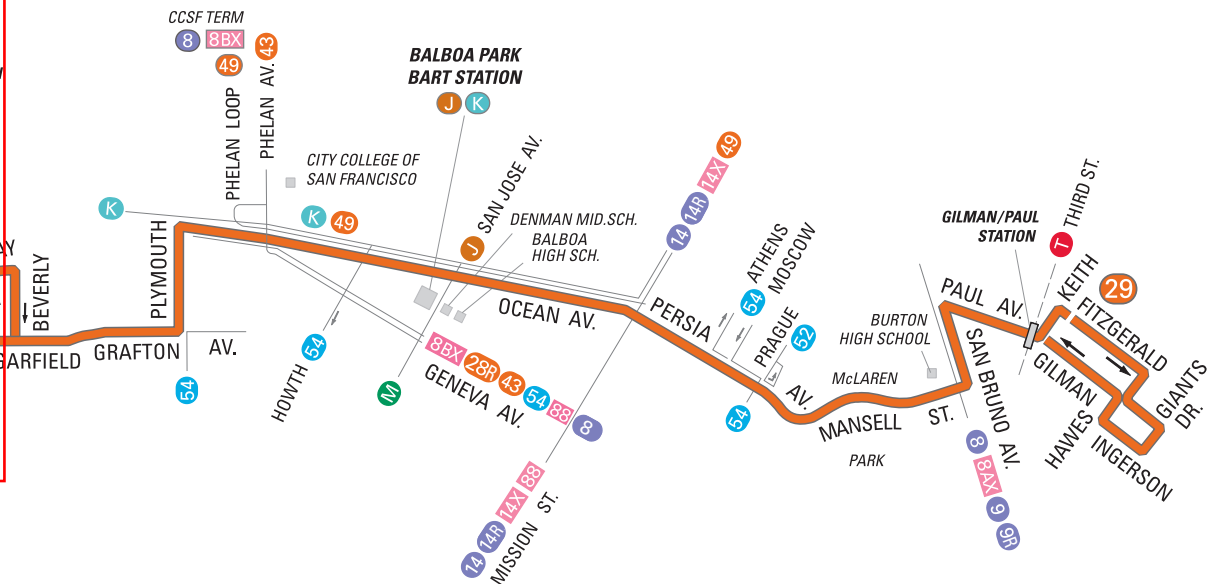 CCSF TERM
8 8BX
49
43
PHELAN LOOP
PHELAN AV.
CITY COLLEGE OF
SAN FRANCISCO
BALBOA PARK
BART STATION
J K
K
K 49
J
SAN JOSE AV.
DENMAN MID.SCH.
BALBOA
HIGH SCH.
14 14R 14X 49
BEVERLY
PLYMOUTH
GARFIELD
GRAFTON AV.
54
HOWTH 54
M
OCEAN AV.
8BX 28R 43 54 88 8
GENEVA AV.
14 14R 14X 88
MISSION ST.
PERSIA AV.
ATHENS
MOSCOW
54
PRAGUE
52
54
McLAREN
PARK
MANSELL ST.
BURTON
HIGH SCHOOL
SAN BRUNO AV.
8 8AX 9 9R
PAUL AV.
GILMAN/PAUL
STATION
T THIRD ST.
KEITH
29
FITZGERALD
GILMAN
GIANTS
DR.
HAWES
INGERSON